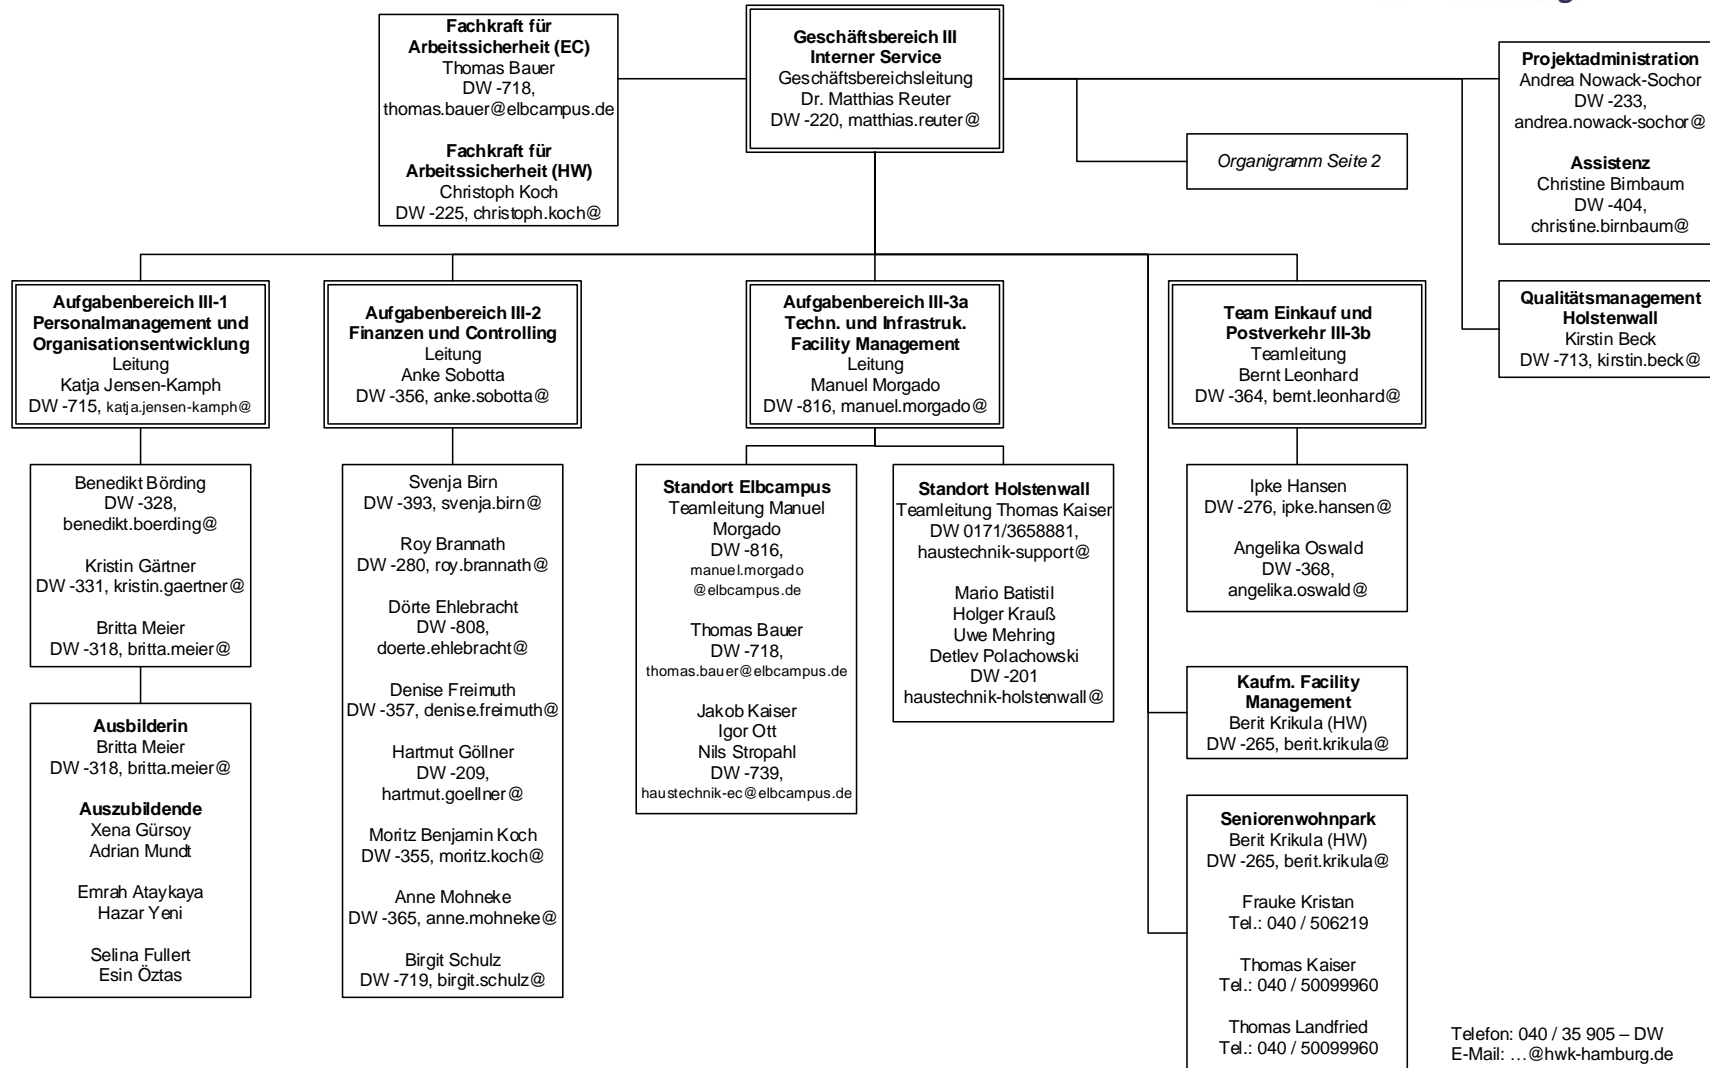 Fachkraft für
Arbeitssicherheit (EC)
Thomas Bauer
DW -718,
thomas.bauer@elbcampus.de
Fachkraft für
Arbeitssicherheit (HW)
Christoph Koch
DW -225, christoph.koch@
Geschäftsbereich III
Interner Service
Geschäftsbereichsleitung
Dr. Matthias Reuter
DW -220, matthias.reuter@
Organigramm Seite 2
Projektadministration
Andrea Nowack-Sochor
DW -233,
andrea.nowack-sochor@
Assistenz
Christine Birnbaum
DW -404,
christine.birnbaum@
Qualitätsmanagement
Holstenwall
Kirstin Beck
DW -713, kirstin.beck@
Aufgabenbereich III-1
Personalmanagement und
Organisationsentwicklung
Leitung
Katja Jensen-Kamph
DW -715, katja.jensen-kamph@
Aufgabenbereich III-2
Finanzen und Controlling
Leitung
Anke Sobotta
DW -356, anke.sobotta@
Aufgabenbereich III-3a
Techn. und Infrastruk.
Facility Management
Leitung
Manuel Morgado
DW -816, manuel.morgado@
Team Einkauf und
Postverkehr III-3b
Teamleitung
Bernt Leonhard
DW -364, bernt.leonhard@
Benedikt Börding
DW -328,
benedikt.boerding@
Kristin Gärtner
DW -331, kristin.gaertner@
Britta Meier
DW -318, britta.meier@
Ausbilderin
Britta Meier
DW -318, britta.meier@
Auszubildende
Xena Gürsoy
Adrian Mundt
Emrah Ataykaya
Hazar Yeni
Selina Fullert
Esin Öztas
Svenja Birn
DW -393, svenja.birn@
Roy Brannath
DW -280, roy.brannath@
Dörte Ehlebracht
DW -808,
doerte.ehlebracht@
Denise Freimuth
DW -357, denise.freimuth@
Hartmut Göllner
DW -209,
hartmut.goellner@
Moritz Benjamin Koch
DW -355, moritz.koch@
Anne Mohneke
DW -365, anne.mohneke@
Birgit Schulz
DW -719, birgit.schulz@
Standort Elbcampus
Teamleitung Manuel
Morgado
DW -816,
manuel.morgado
@elbcampus.de
Thomas Bauer
DW -718,
thomas.bauer@elbcampus.de
Jakob Kaiser
Igor Ott
Nils Stropahl
DW -739,
haustechnik-ec@elbcampus.de
Standort Holstenwall
Teamleitung Thomas Kaiser
DW 0171/3658881,
haustechnik-support@
Mario Batistil
Holger Krauß
Uwe Mehring
Detlev Polachowski
DW -201
haustechnik-holstenwall@
Ipke Hansen
DW -276, ipke.hansen@
Angelika Oswald
DW -368,
angelika.oswald@
Kaufm. Facility
Management
Berit Krikula (HW)
DW -265, berit.krikula@
Seniorenwohnpark
Berit Krikula (HW)
DW -265, berit.krikula@
Frauke Kristan
Tel.: 040 / 506219
Thomas Kaiser
Tel.: 040 / 50099960
Thomas Landfried
Tel.: 040 / 50099960
Telefon: 040 / 35 905 – DW
E-Mail: …@hwk-hamburg.de